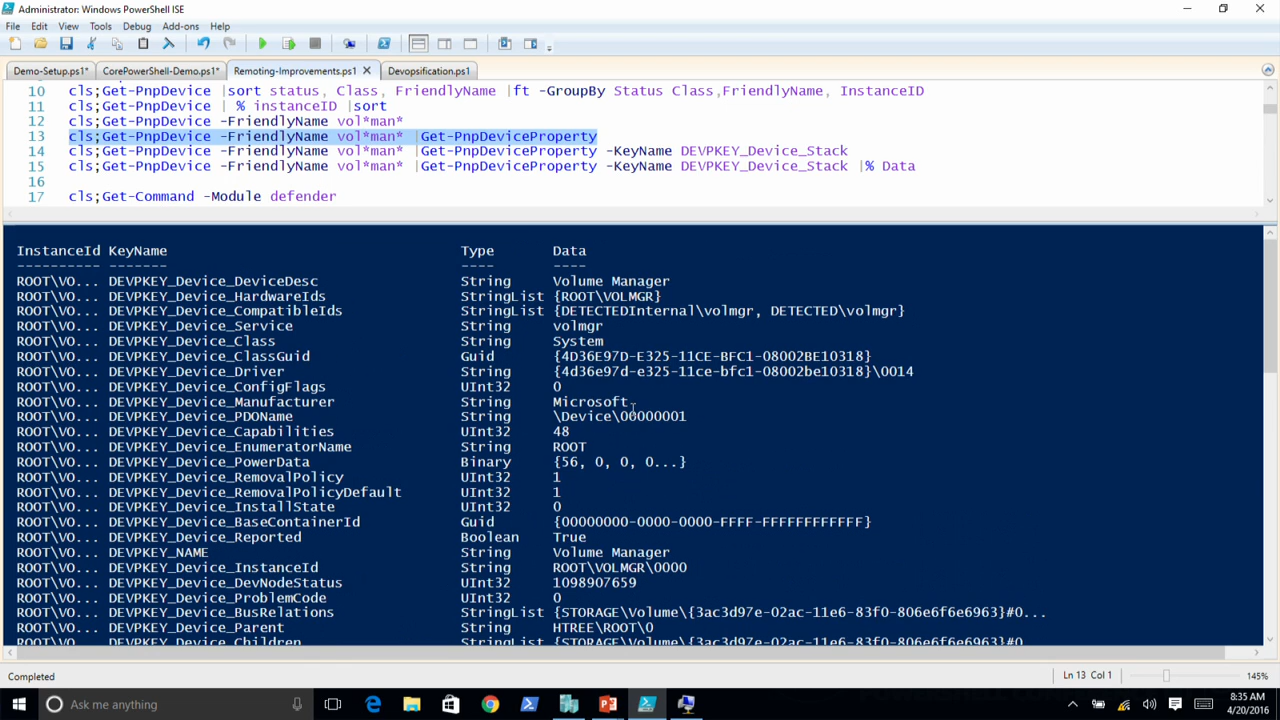 Administrator: Windows PowerShell ISE
File Edit View Tools Debug Add-ons Help
Demo-Setup.ps1* CorePowerShell-Demo.ps1* Remoting-Improvements.ps1 Devopsification.ps1
10 cls;Get-PnpDevice |sort status, Class, FriendlyName |ft -GroupBy Status Class,FriendlyName, InstanceID
11 cls;Get-PnpDevice | % instanceID |sort
12 cls;Get-PnpDevice -FriendlyName vol*man*
13 cls;Get-PnpDevice -FriendlyName vol*man* |Get-PnpDeviceProperty
14 cls;Get-PnpDevice -FriendlyName vol*man* |Get-PnpDeviceProperty -KeyName DEVPKEY_Device_Stack
15 cls;Get-PnpDevice -FriendlyName vol*man* |Get-PnpDeviceProperty -KeyName DEVPKEY_Device_Stack |% Data
16
17 cls;Get-Command -Module defender
InstanceId KeyName Type Data
---------- ------- ---- ----
ROOT\VO... DEVPKEY_Device_DeviceDesc String Volume Manager
ROOT\VO... DEVPKEY_Device_HardwareIds StringList {ROOT\VOLMGR}
ROOT\VO... DEVPKEY_Device_CompatibleIds StringList {DETECTEDInternal\volmgr, DETECTED\volmgr}
ROOT\VO... DEVPKEY_Device_Service String volmgr
ROOT\VO... DEVPKEY_Device_Class String System
ROOT\VO... DEVPKEY_Device_ClassGuid Guid {4D36E97D-E325-11CE-BFC1-08002BE10318}
ROOT\VO... DEVPKEY_Device_Driver String {4d36e97d-e325-11ce-bfc1-08002be10318}\0014
ROOT\VO... DEVPKEY_Device_ConfigFlags UInt32 0
ROOT\VO... DEVPKEY_Device_Manufacturer String Microsoft
ROOT\VO... DEVPKEY_Device_PDOName String \Device\00000001
ROOT\VO... DEVPKEY_Device_Capabilities UInt32 48
ROOT\VO... DEVPKEY_Device_EnumeratorName String ROOT
ROOT\VO... DEVPKEY_Device_PowerData Binary {56, 0, 0, 0...}
ROOT\VO... DEVPKEY_Device_RemovalPolicy UInt32 1
ROOT\VO... DEVPKEY_Device_RemovalPolicyDefault UInt32 1
ROOT\VO... DEVPKEY_Device_InstallState UInt32 0
ROOT\VO... DEVPKEY_Device_BaseContainerId Guid {00000000-0000-0000-FFFF-FFFFFFFFFFFF}
ROOT\VO... DEVPKEY_Device_Reported Boolean True
ROOT\VO... DEVPKEY_NAME String Volume Manager
ROOT\VO... DEVPKEY_Device_InstanceId String ROOT\VOLMGR\0000
ROOT\VO... DEVPKEY_Device_DevNodeStatus UInt32 1098907659
ROOT\VO... DEVPKEY_Device_ProblemCode UInt32 0
ROOT\VO... DEVPKEY_Device_BusRelations StringList {STORAGE\Volume\{3ac3d97e-02ac-11e6-83f0-806e6f6e6963}#0...
ROOT\VO... DEVPKEY_Device_Parent String HTREE\ROOT\0
ROOT\VO... DEVPKEY_Device_Children StringList {STORAGE\Volume\{3ac3d97e-02ac-11e6-83f0-806e6f6e6963}#0...
Completed Ln 13 Col 1 145%
Ask me anything 8:35 AM
4/20/2016